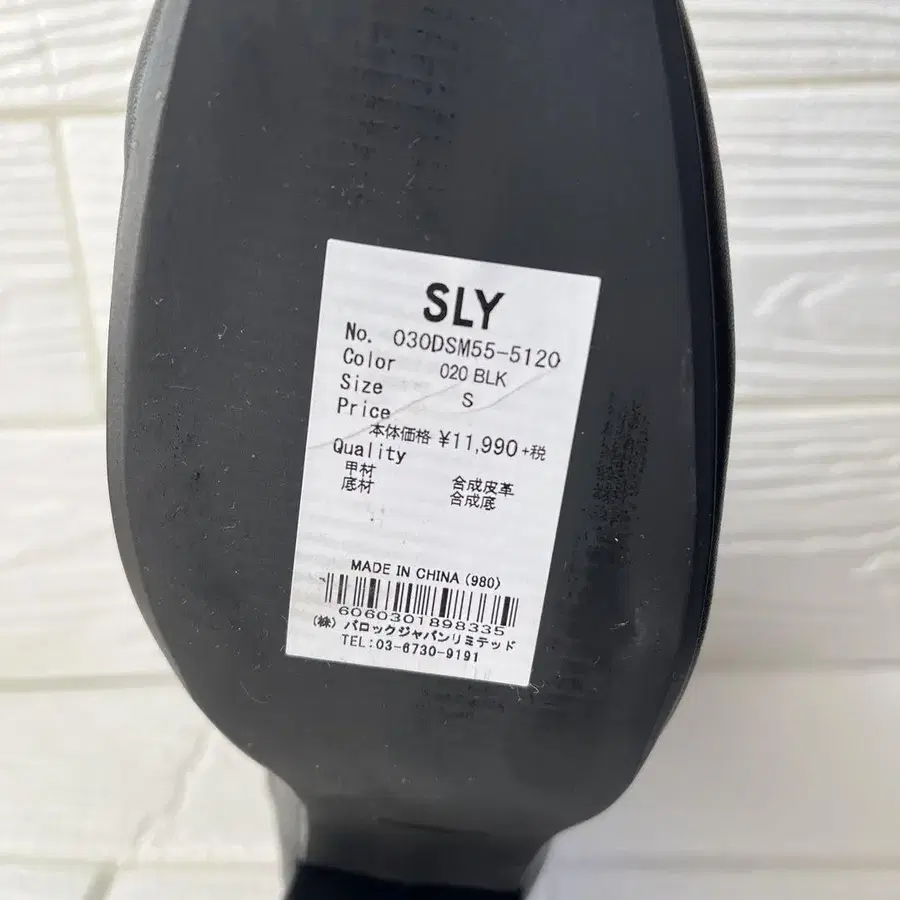 SLY
No. 030DSM55-5120
Color 020 BLK
Size S
Price
本体価格 ¥11,990+税
Quality
甲材 合成皮革
底材 合成底
MADE IN CHINA (980)
6060301898335
(株) バロックジャパンリミテッド
TEL:03-6730-9191